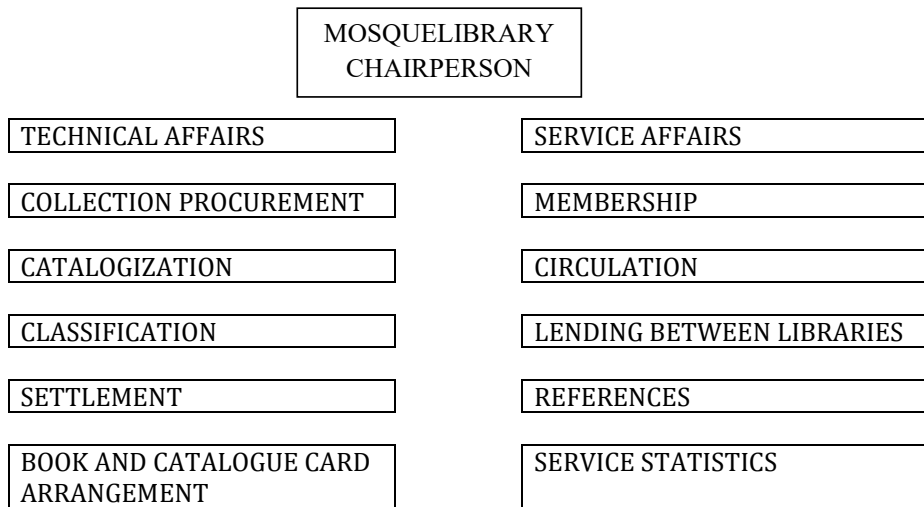 MOSQUELIBRARY
CHAIRPERSON
TECHNICAL AFFAIRS
SERVICE AFFAIRS
COLLECTION PROCUREMENT
MEMBERSHIP
CATALOGIZATION
CIRCULATION
CLASSIFICATION
LENDING BETWEEN LIBRARIES
SETTLEMENT
REFERENCES
BOOK AND CATALOGUE CARD
ARRANGEMENT
SERVICE STATISTICS